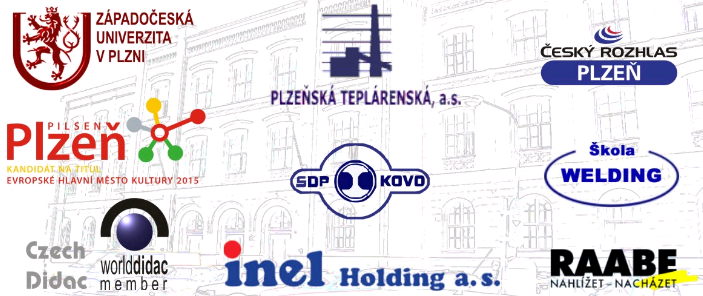 ZÁPADOČESKÁ
UNIVERZITA
V PLZNI
PLZEŇSKÁ TEPLÁRENSKÁ, a.s.
ČESKÝ ROZHLAS
PLZEŇ
PILSEN
Plzeň
KANDIDÁT NA TITUL
EVROPSKÉ HLAVNÍ MĚSTO KULTURY 2015
SDP KOVO
Škola
WELDING
Czech
Didac
worlddidac
member
inel Holding a.s.
RAABE
NAHLÍŽET – NACHÁZET